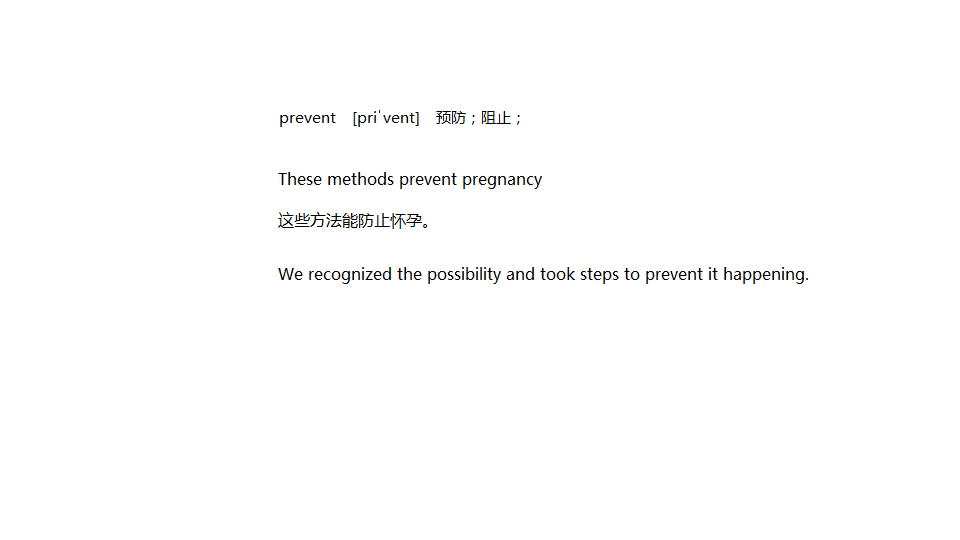 prevent [priˈvent] 预防；阻止；
These methods prevent pregnancy
这些方法能防止怀孕。
We recognized the possibility and took steps to prevent it happening.